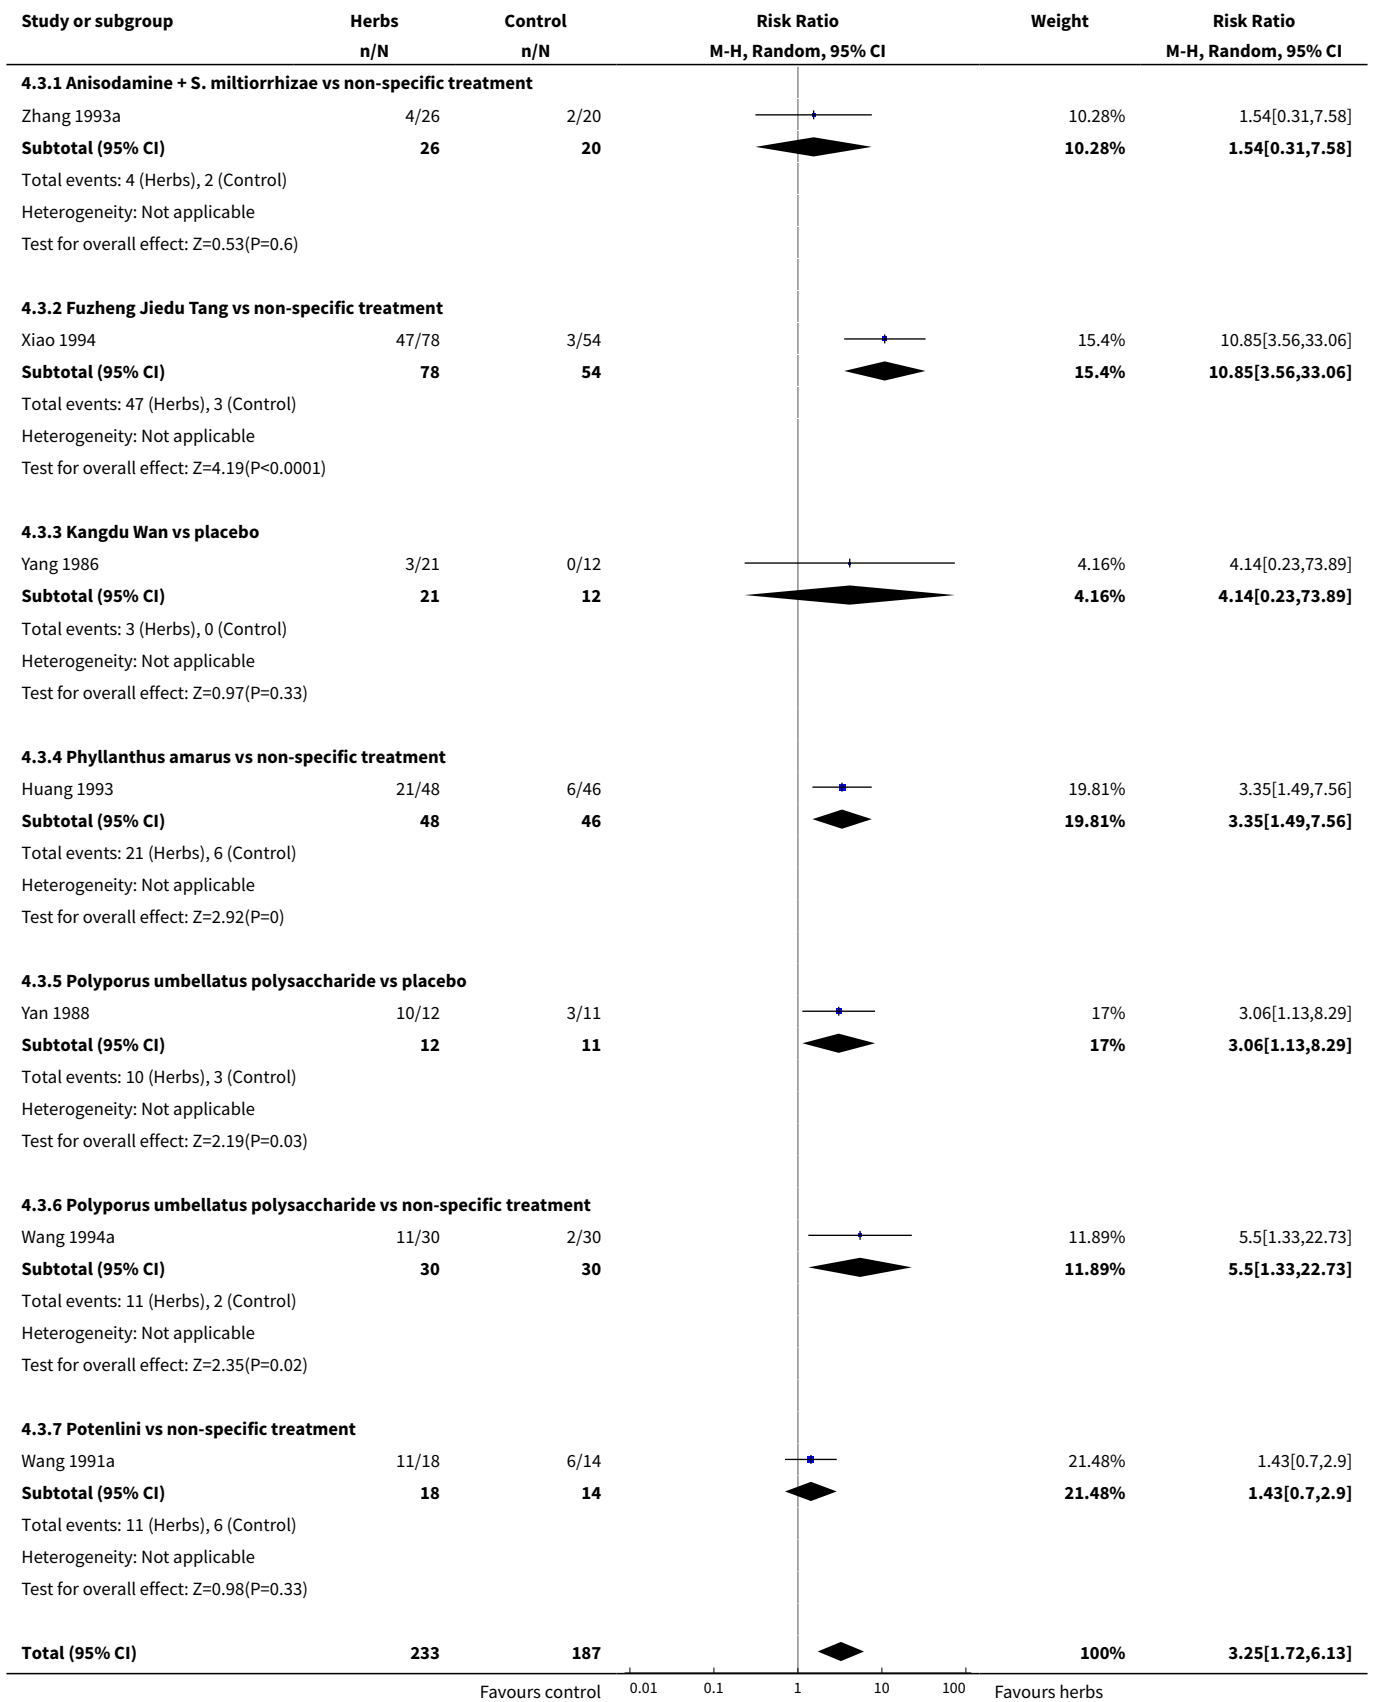 Study or subgroup Herbs Control Risk Ratio Weight Risk Ratio
n/N n/N M-H, Random, 95% CI M-H, Random, 95% CI
4.3.1 Anisodamine + S. miltiorrhizae vs non-specific treatment
Zhang 1993a 4/26 2/20 10.28% 1.54[0.31,7.58]
Subtotal (95% CI) 26 20 10.28% 1.54[0.31,7.58]
Total events: 4 (Herbs), 2 (Control)
Heterogeneity: Not applicable
Test for overall effect: Z=0.53(P=0.6)
4.3.2 Fuzheng Jiedu Tang vs non-specific treatment
Xiao 1994 47/78 3/54 15.4% 10.85[3.56,33.06]
Subtotal (95% CI) 78 54 15.4% 10.85[3.56,33.06]
Total events: 47 (Herbs), 3 (Control)
Heterogeneity: Not applicable
Test for overall effect: Z=4.19(P<0.0001)
4.3.3 Kangdu Wan vs placebo
Yang 1986 3/21 0/12 4.16% 4.14[0.23,73.89]
Subtotal (95% CI) 21 12 4.16% 4.14[0.23,73.89]
Total events: 3 (Herbs), 0 (Control)
Heterogeneity: Not applicable
Test for overall effect: Z=0.97(P=0.33)
4.3.4 Phyllanthus amarus vs non-specific treatment
Huang 1993 21/48 6/46 19.81% 3.35[1.49,7.56]
Subtotal (95% CI) 48 46 19.81% 3.35[1.49,7.56]
Total events: 21 (Herbs), 6 (Control)
Heterogeneity: Not applicable
Test for overall effect: Z=2.92(P=0)
4.3.5 Polyporus umbellatus polysaccharide vs placebo
Yan 1988 10/12 3/11 17% 3.06[1.13,8.29]
Subtotal (95% CI) 12 11 17% 3.06[1.13,8.29]
Total events: 10 (Herbs), 3 (Control)
Heterogeneity: Not applicable
Test for overall effect: Z=2.19(P=0.03)
4.3.6 Polyporus umbellatus polysaccharide vs non-specific treatment
Wang 1994a 11/30 2/30 11.89% 5.5[1.33,22.73]
Subtotal (95% CI) 30 30 11.89% 5.5[1.33,22.73]
Total events: 11 (Herbs), 2 (Control)
Heterogeneity: Not applicable
Test for overall effect: Z=2.35(P=0.02)
4.3.7 Potenlini vs non-specific treatment
Wang 1991a 11/18 6/14 21.48% 1.43[0.7,2.9]
Subtotal (95% CI) 18 14 21.48% 1.43[0.7,2.9]
Total events: 11 (Herbs), 6 (Control)
Heterogeneity: Not applicable
Test for overall effect: Z=0.98(P=0.33)
Total (95% CI) 233 187 100% 3.25[1.72,6.13]
Favours control 0.01 0.1 1 10 100 Favours herbs